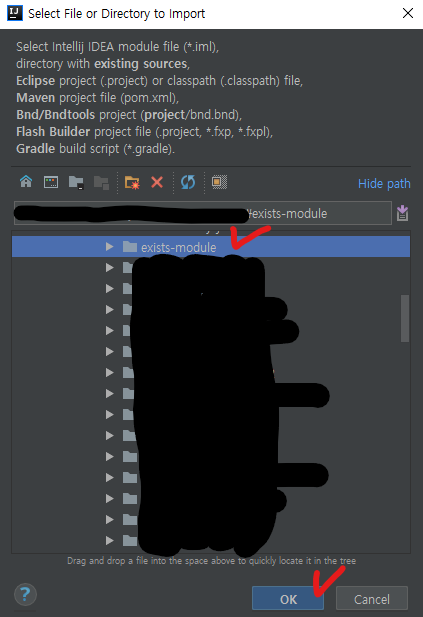 IJ Select File or Directory to Import
Select Intellij IDEA module file (*.iml),
directory with existing sources,
Eclipse project (.project) or classpath (.classpath) file,
Maven project file (pom.xml),
Bnd/Bndtools project (project/bnd.bnd),
Flash Builder project file (.project, *.fxp, *.fxpl),
Gradle build script (*.gradle).
Hide path
exists-module
exists-module
Drag and drop a file into the space above to quickly locate it in the tree
? OK Cancel